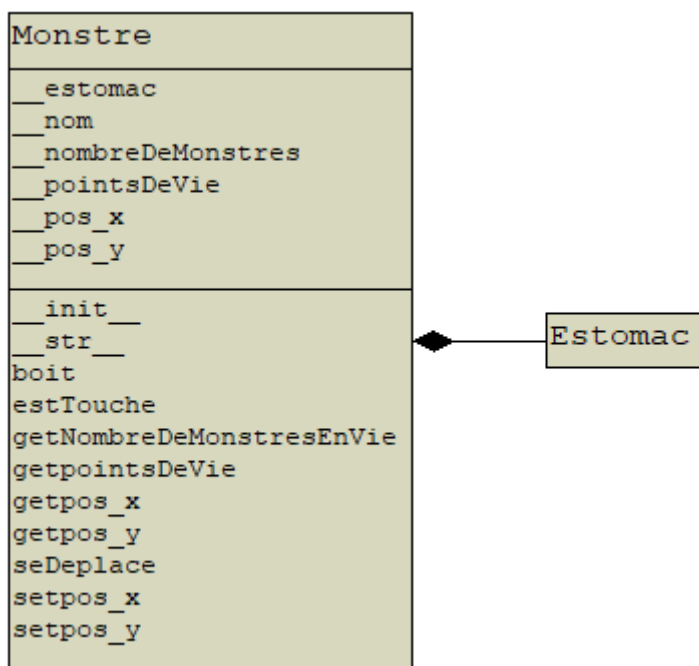 Monstre
__estomac
__nom
__nombreDeMonstres
__pointsDeVie
__pos_x
__pos_y
__init__
__str__
boit
estTouche
getNombreDeMonstresEnVie
getpointsDeVie
getpos_x
getpos_y
seDeplace
setpos_x
setpos_y
Estomac